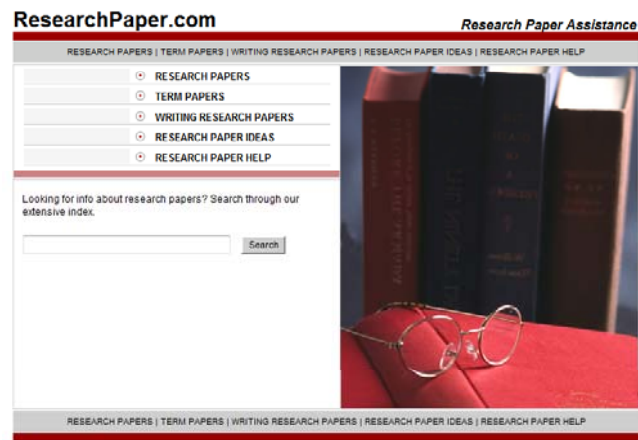 ResearchPaper.com
Research Paper Assistance
RESEARCH PAPERS | TERM PAPERS | WRITING RESEARCH PAPERS | RESEARCH PAPER IDEAS | RESEARCH PAPER HELP
RESEARCH PAPERS
TERM PAPERS
WRITING RESEARCH PAPERS
RESEARCH PAPER IDEAS
RESEARCH PAPER HELP
Looking for info about research papers? Search through our
extensive index.
Search
RESEARCH PAPERS | TERM PAPERS | WRITING RESEARCH PAPERS | RESEARCH PAPER IDEAS | RESEARCH PAPER HELP